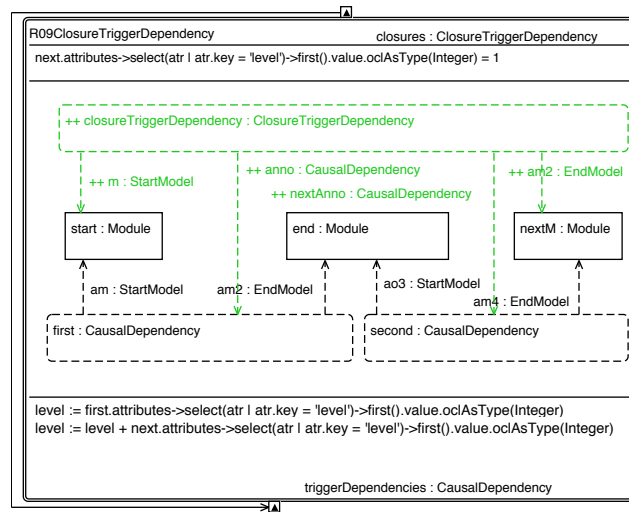 R09ClosureTriggerDependency
closures : ClosureTriggerDependency
next.attributes->select(atr | atr.key = 'level')->first().value.oclAsType(Integer) = 1
++ closureTriggerDependency : ClosureTriggerDependency
++ m : StartModel
++ anno : CausalDependency
++ am2 : EndModel
++ nextAnno : CausalDependency
start : Module
end : Module
nextM : Module
am : StartModel
am2 : EndModel
ao3 : StartModel
am4 : EndModel
first : CausalDependency
second : CausalDependency
level := first.attributes->select(atr | atr.key = 'level')->first().value.oclAsType(Integer)
level := level + next.attributes->select(atr | atr.key = 'level')->first().value.oclAsType(Integer)
triggerDependencies : CausalDependency